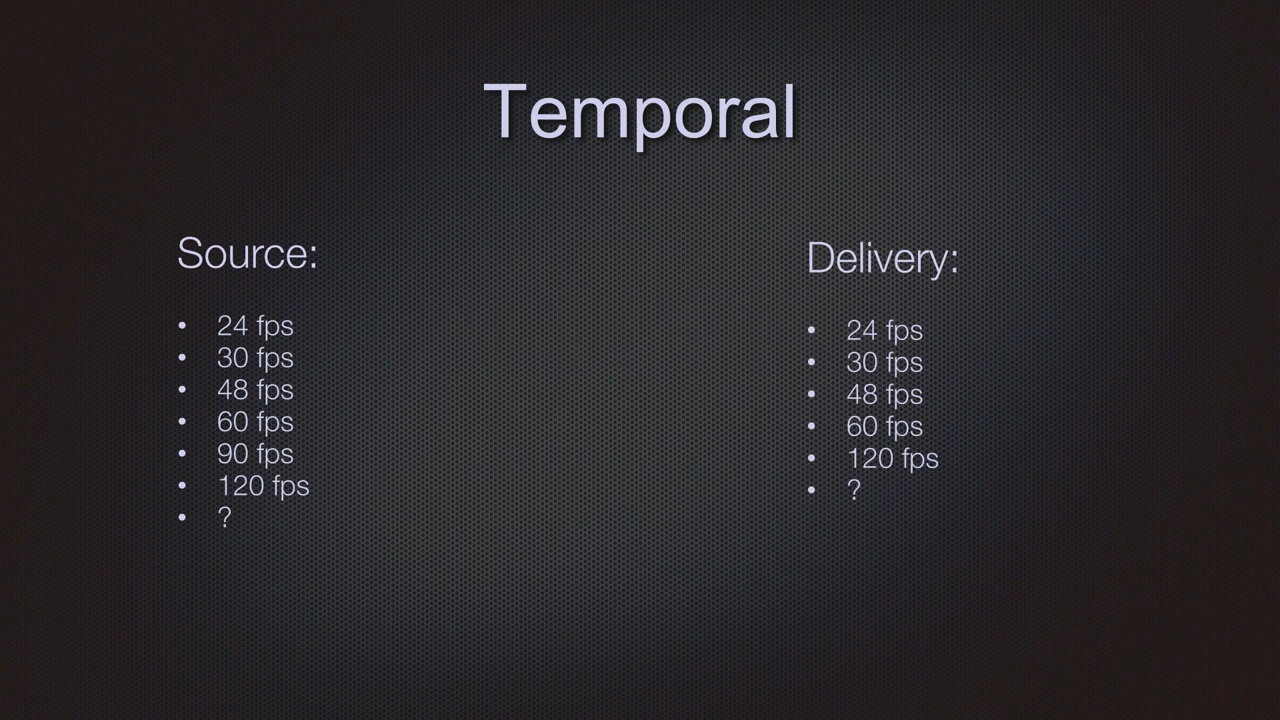 Temporal
Source:
• 24 fps
• 30 fps
• 48 fps
• 60 fps
• 90 fps
• 120 fps
• ?
Delivery:
• 24 fps
• 30 fps
• 48 fps
• 60 fps
• 120 fps
• ?